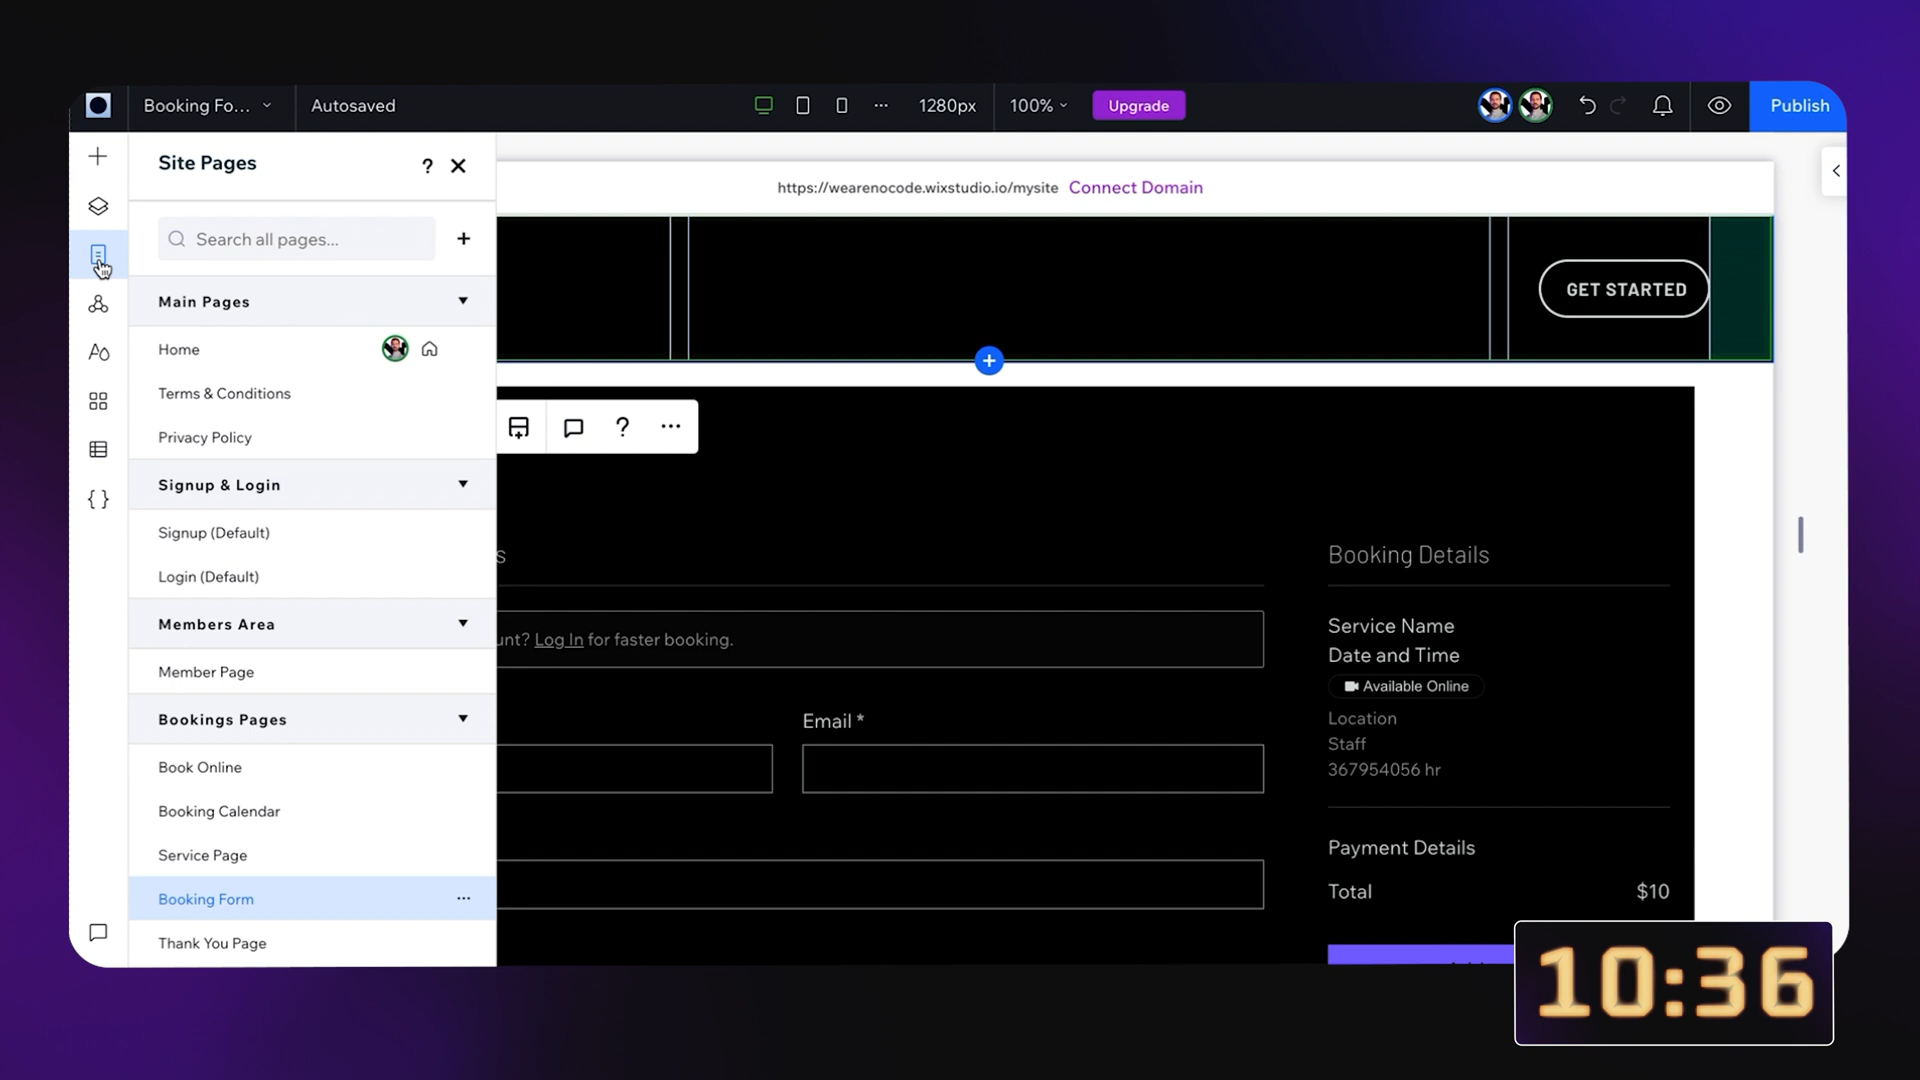 Booking Fo...
Autosaved
1280px
100%
Upgrade
Publish
Site Pages
?
Search all pages...
Main Pages
Home
Terms & Conditions
Privacy Policy
Signup & Login
Signup (Default)
Login (Default)
Members Area
Member Page
Bookings Pages
Book Online
Booking Calendar
Service Page
Booking Form
Thank You Page
https://wearenocode.wixstudio.io/mysite Connect Domain
GET STARTED
?
s
unt? Log In for faster booking.
Email *
Booking Details
Service Name
Date and Time
Available Online
Location
Staff
367954056 hr
Payment Details
Total $10
10:36